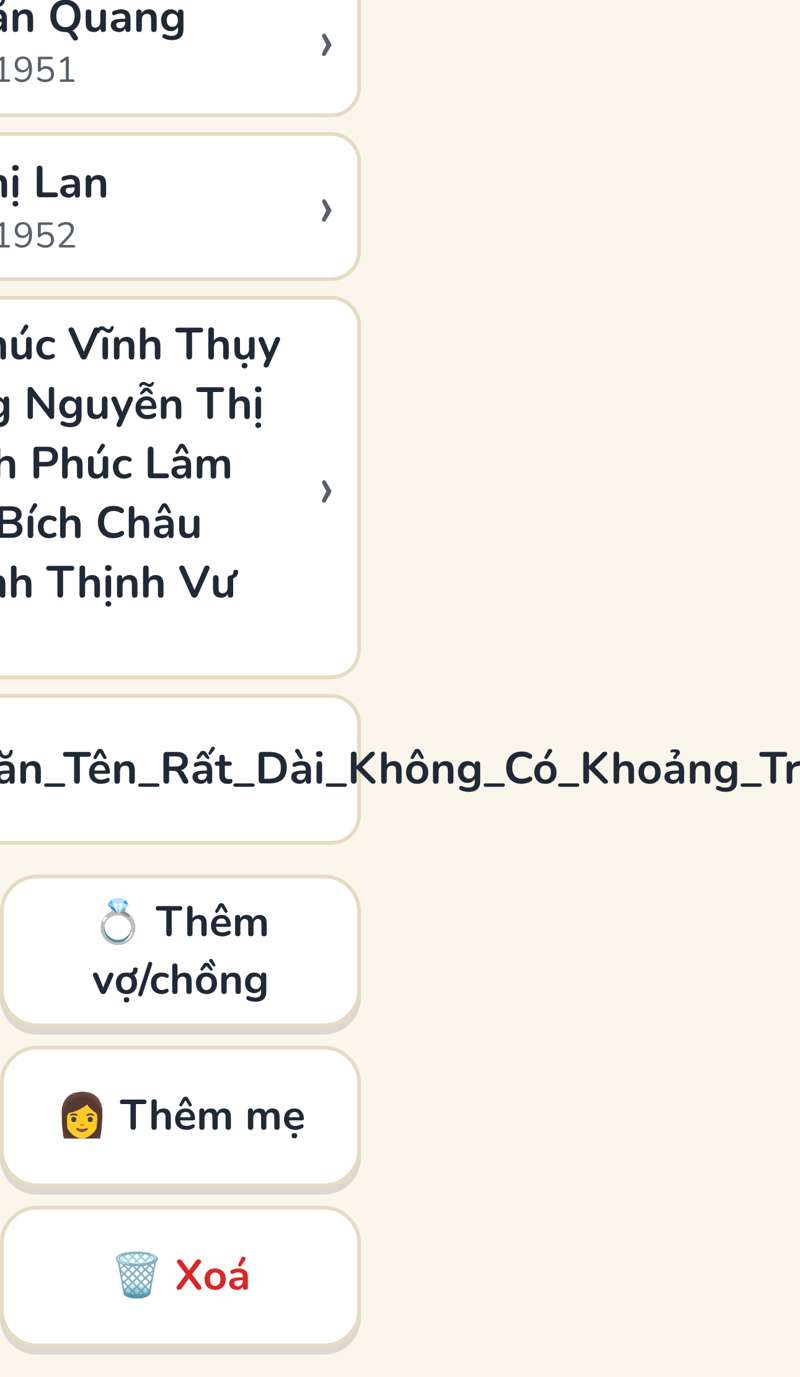 ăn Quang
1951
›
hị Lan
1952
›
húc Vĩnh Thụy
g Nguyễn Thị
h Phúc Lâm
Bích Châu
nh Thịnh Vư
›
ăn_Tên_Rất_Dài_Không_Có_Khoảng_Tr
💍 Thêm
vợ/chồng
👩 Thêm mẹ
🗑️ Xoá